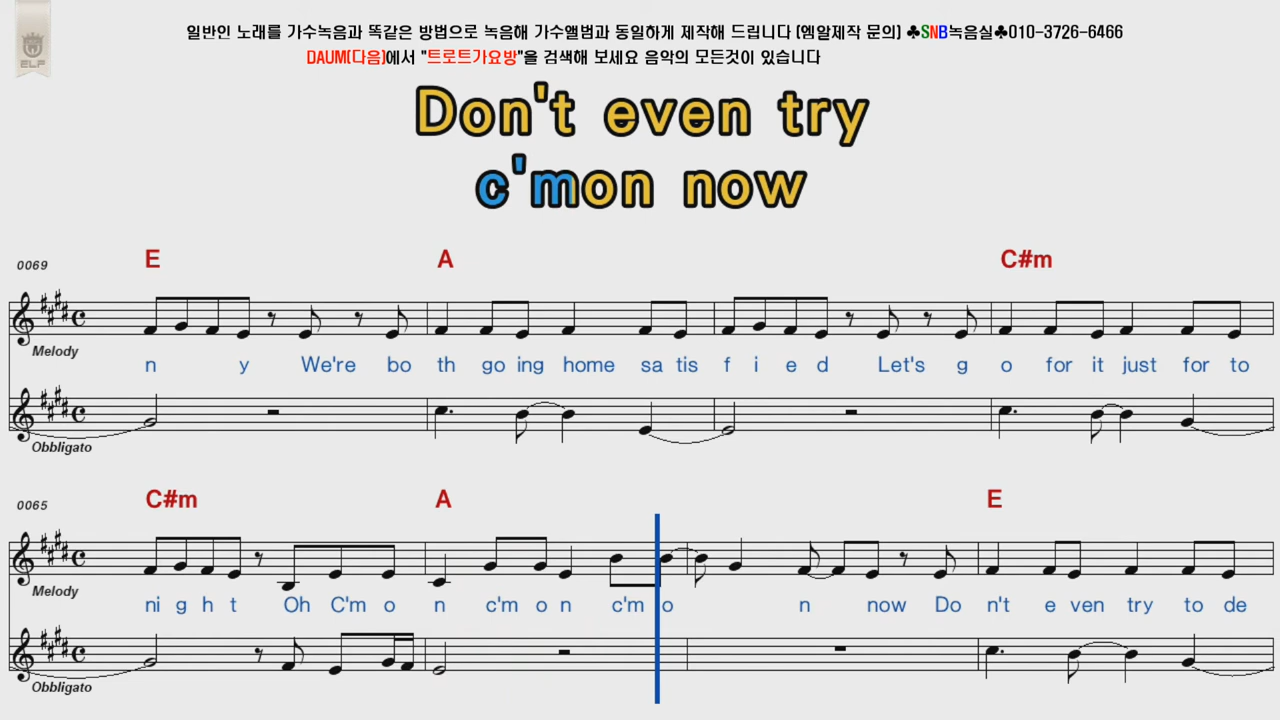 일반인 노래를 가수녹음과 똑같은 방법으로 녹음해 가수앨범과 동일하게 제작해 드립니다 (엠알제작 문의) ♣SNB녹음실♣010-3726-6466
ELF
DAUM(다음)에서 "트로트가요방"을 검색해 보세요 음악의 모든것이 있습니다
Don't even try
c'mon now
0069 E A C#m
Melody
n y We're bo th go ing home sa tis f i e d Let's g o for it just for to
Obbligato
0065 C#m A E
Melody
ni g h t Oh C'm o n c'm o n c'm o n now Do n't e ven try to de
Obbligato